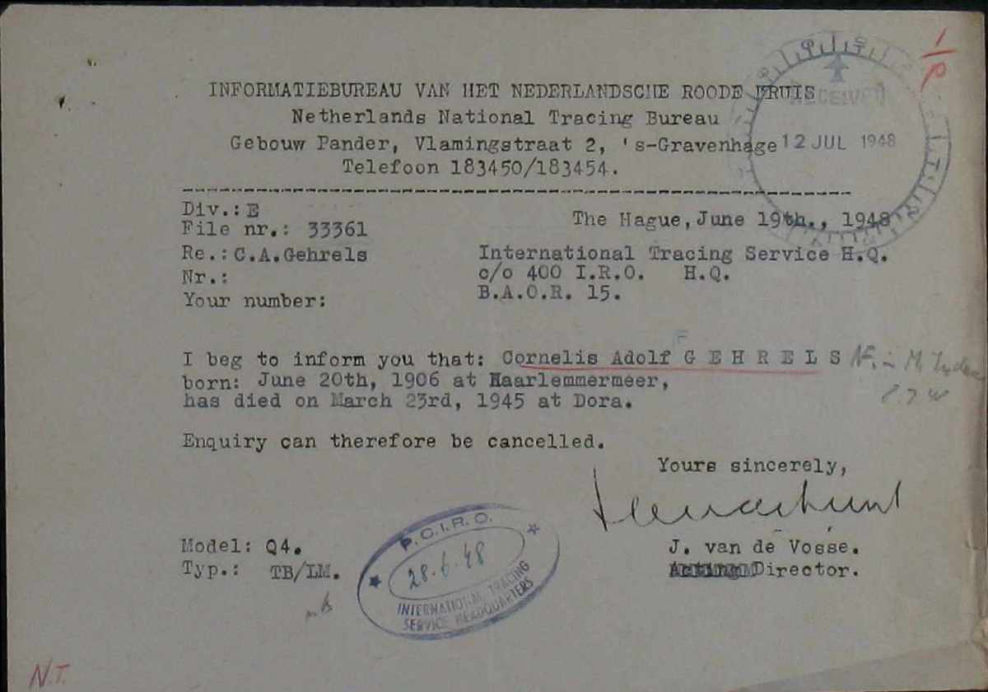 INFORMATIEBUREAU VAN HET NEDERLANDSCHE ROODE KRUIS
Netherlands National Tracing Bureau
Gebouw Pander, Vlamingstraat 2, 's-Gravenhage
Telefoon 183450/183454.
RECEIVED
12 JUL 1948
Div.: E
File nr.: 33361
The Hague, June 19th., 1948
Re.: C.A.Gehrels
International Tracing Service H.Q.
Nr.:
c/o 400 I.R.O. H.Q.
Your number:
B.A.O.R. 15.
I beg to inform you that: Cornelis Adolf G E H R E L S
born: June 20th, 1906 at Haarlemmermeer,
has died on March 23rd, 1945 at Dora.
Enquiry can therefore be cancelled.
Yours sincerely,
J. van de Vosse.
Acting Director.
Model: Q4.
Typ.: TB/LM.
P.C.I.R.O.
28.6.48
INTERNATIONAL TRACING
SERVICE HEADQUARTERS
N.T.